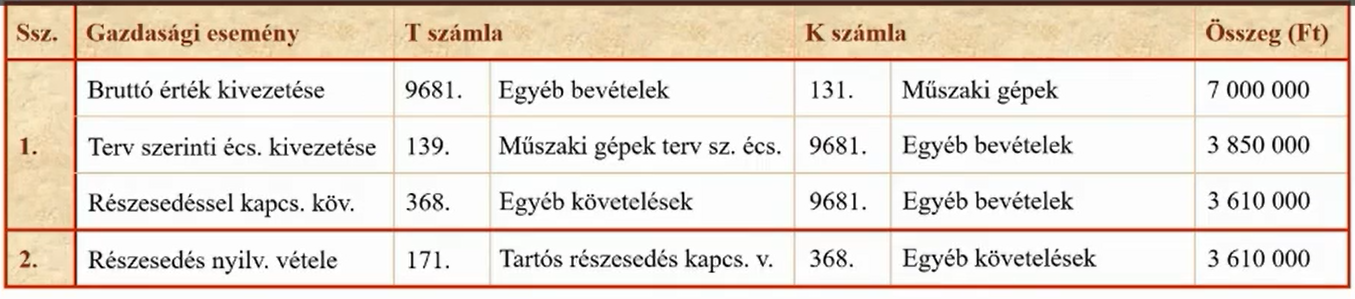 Ssz. Gazdasági esemény T számla K számla Összeg (Ft)
1. Bruttó érték kivezetése 9681. Egyéb bevételek 131. Műszaki gépek 7 000 000
Terv szerinti écs. kivezetése 139. Műszaki gépek terv sz. écs. 9681. Egyéb bevételek 3 850 000
Részesedéssel kapcs. köv. 368. Egyéb követelések 9681. Egyéb bevételek 3 610 000
2. Részesedés nyilv. vétele 171. Tartós részesedés kapcs. v. 368. Egyéb követelések 3 610 000